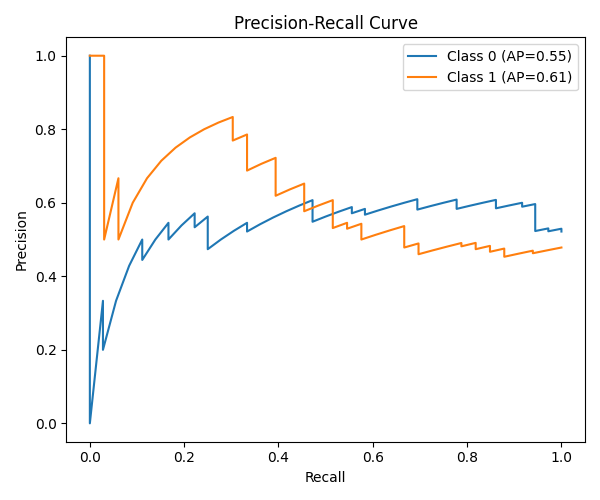 Precision-Recall Curve
Class 0 (AP=0.55)
Class 1 (AP=0.61)
Precision
1.0
0.8
0.6
0.4
0.2
0.0
0.0 0.2 0.4 0.6 0.8 1.0
Recall